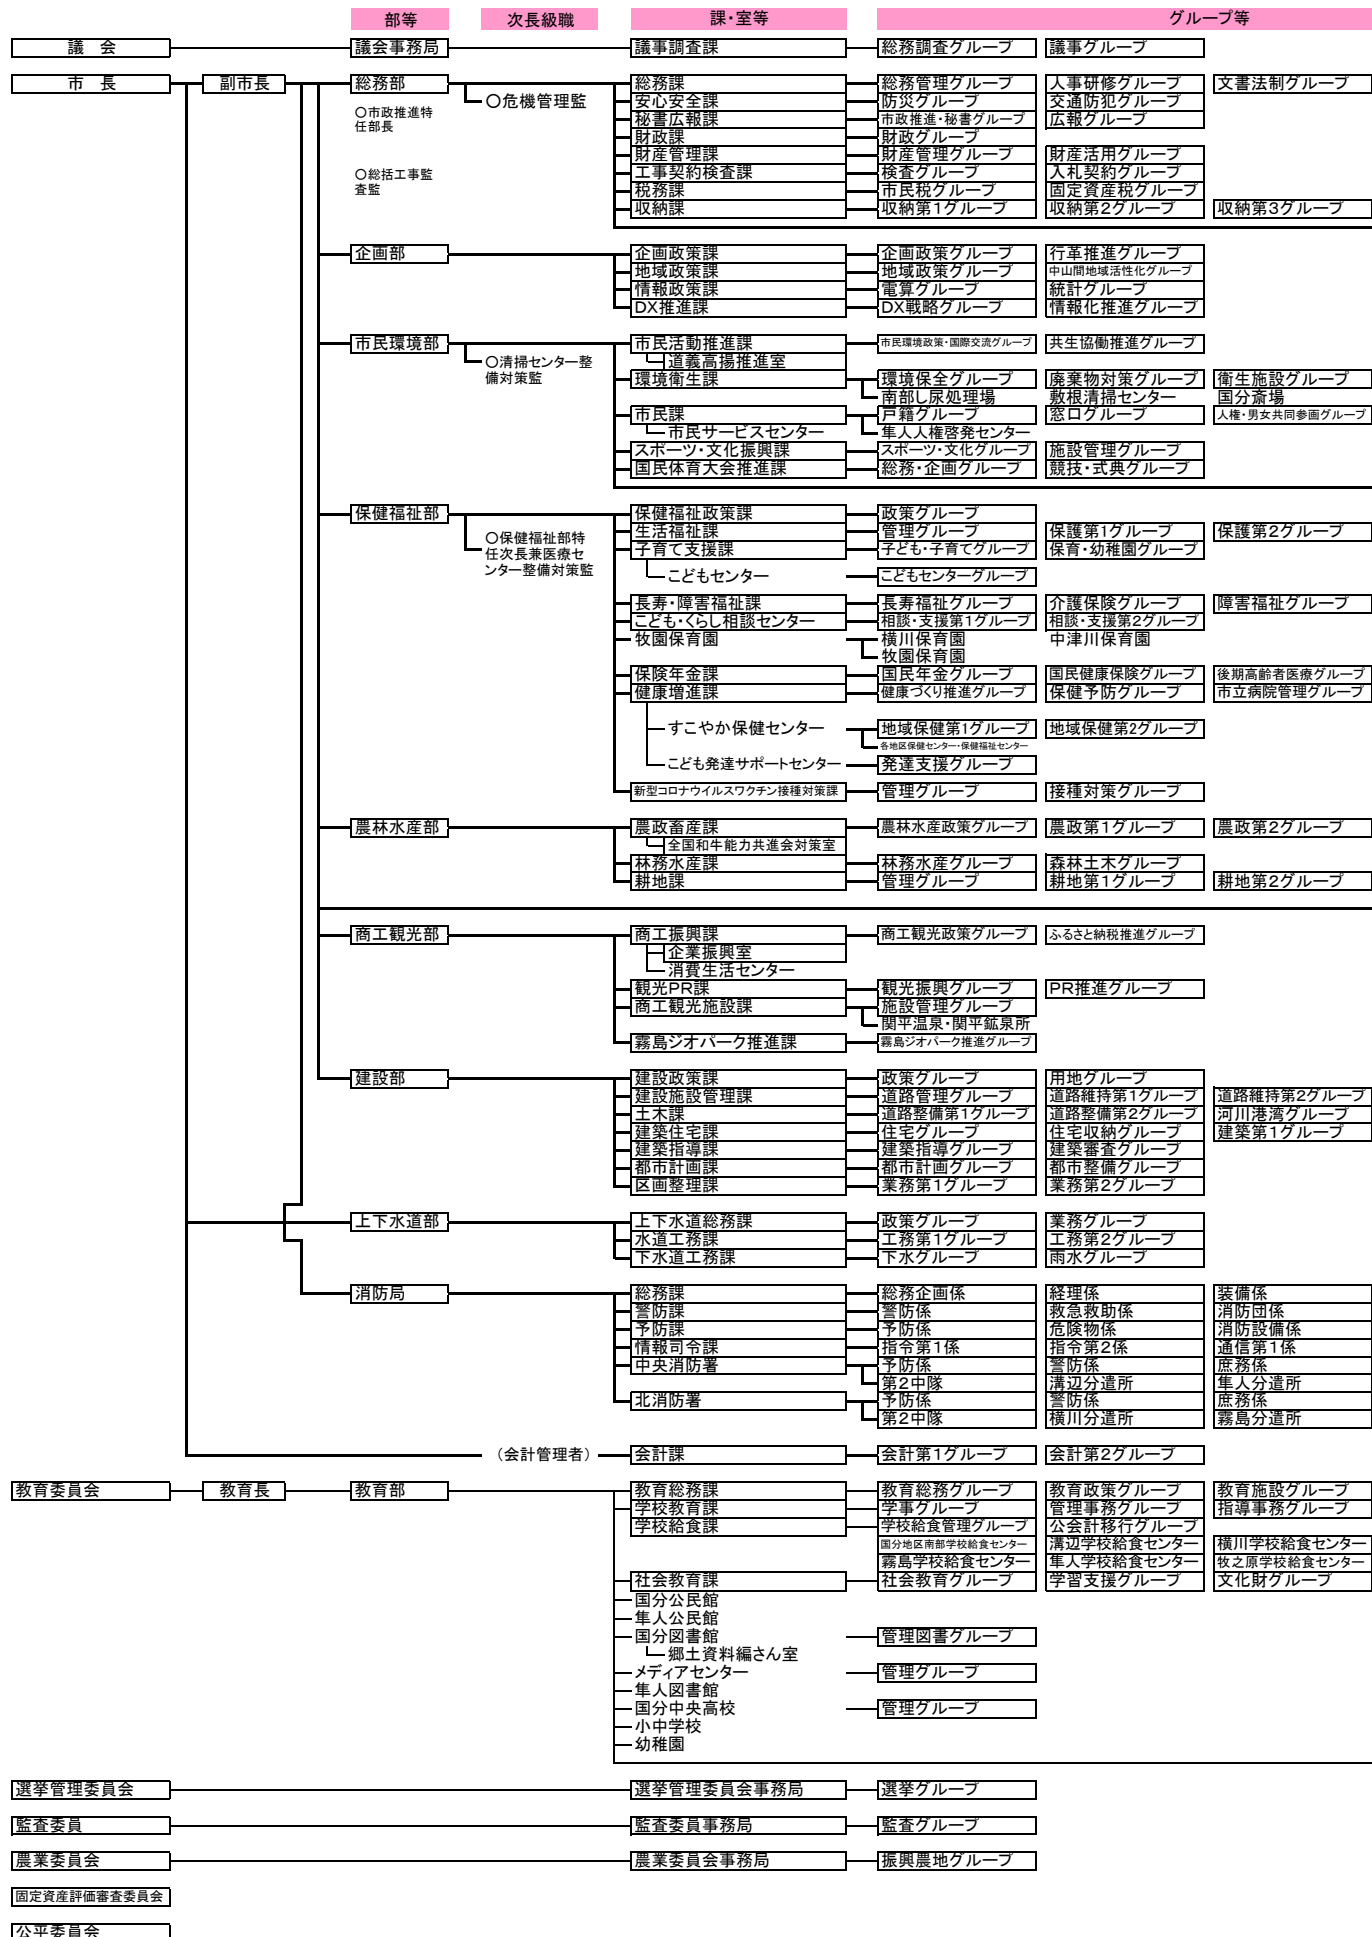 部等 次長級職 課・室等 グループ等
議　会 議会事務局 議事調査課 総務調査グループ 議事グループ
市　長 副市長 総務部 総務課 総務管理グループ 人事研修グループ 文書法制グループ
○危機管理監 安心安全課 防災グループ 交通防犯グループ
○市政推進特 秘書広報課 市政推進・秘書グループ 広報グループ
任部長
財政課 財政グループ
財産管理課 財産管理グループ 財産活用グループ
○総括工事監 工事契約検査課 検査グループ 入札契約グループ
査監 税務課 市民税グループ 固定資産税グループ
収納課 収納第1グループ 収納第2グループ 収納第3グループ
企画部 企画政策課 企画政策グループ 行革推進グループ
地域政策課 地域政策グループ 中山間地域活性化グループ
情報政策課 電算グループ 統計グループ
DX推進課 DX戦略グループ 情報化推進グループ
市民環境部 市民活動推進課 市民環境政策・国際交流グループ 共生協働推進グループ
○清掃センター整 道義高揚推進室
備対策監 環境衛生課 環境保全グループ 廃棄物対策グループ 衛生施設グループ
南部し尿処理場 敷根清掃センター 国分斎場
市民課 戸籍グループ 窓口グループ 人権・男女共同参画グループ
市民サービスセンター 隼人人権啓発センター
スポーツ・文化振興課 スポーツ・文化グループ 施設管理グループ
国民体育大会推進課 総務・企画グループ 競技・式典グループ
保健福祉部 保健福祉政策課 政策グループ
生活福祉課 管理グループ 保護第1グループ 保護第2グループ
○保健福祉部特
任次長兼医療セ 子育て支援課 子ども・子育てグループ 保育・幼稚園グループ
ンター整備対策監 こどもセンター こどもセンターグループ
長寿・障害福祉課 長寿福祉グループ 介護保険グループ 障害福祉グループ
こども・くらし相談センター 相談・支援第1グループ 相談・支援第2グループ
牧園保育園 横川保育園 中津川保育園
牧園保育園
保険年金課 国民年金グループ 国民健康保険グループ 後期高齢者医療グループ
健康増進課 健康づくり推進グループ 保健予防グループ 市立病院管理グループ
すこやか保健センター 地域保健第1グループ 地域保健第2グループ
各地区保健センター・保健福祉センター
こども発達サポートセンター 発達支援グループ
新型コロナウイルスワクチン接種対策課 管理グループ 接種対策グループ
農林水産部 農政畜産課 農林水産政策グループ 農政第1グループ 農政第2グループ
全国和牛能力共進会対策室
林務水産課 林務水産グループ 森林土木グループ
耕地課 管理グループ 耕地第1グループ 耕地第2グループ
商工観光部 商工振興課 商工観光政策グループ ふるさと納税推進グループ
企業振興室
消費生活センター
観光PR課 観光振興グループ PR推進グループ
商工観光施設課 施設管理グループ
関平温泉・関平鉱泉所
霧島ジオパーク推進課 霧島ジオパーク推進グループ
建設部 建設政策課 政策グループ 用地グループ
建設施設管理課 道路管理グループ 道路維持第1グループ 道路維持第2グループ
土木課 道路整備第1グループ 道路整備第2グループ 河川港湾グループ
建築住宅課 住宅グループ 住宅収納グループ 建築第1グループ
建築指導課 建築指導グループ 建築審査グループ
都市計画課 都市計画グループ 都市整備グループ
区画整理課 業務第1グループ 業務第2グループ
上下水道部 上下水道総務課 政策グループ 業務グループ
水道工務課 工務第1グループ 工務第2グループ
下水道工務課 下水グループ 雨水グループ
消防局 総務課 総務企画係 経理係 装備係
警防課 警防係 救急救助係 消防団係
予防課 予防係 危険物係 消防設備係
情報司令課 指令第1係 指令第2係 通信第1係
中央消防署 予防係 警防係 庶務係
第2中隊 溝辺分遣所 隼人分遣所
北消防署 予防係 警防係 庶務係
第2中隊 横川分遣所 霧島分遣所
（会計管理者） 会計課 会計第1グループ 会計第2グループ
教育委員会 教育長 教育部 教育総務課 教育総務グループ 教育政策グループ 教育施設グループ
学校教育課 学事グループ 管理事務グループ 指導事務グループ
学校給食課 学校給食管理グループ 公会計移行グループ
国分地区南部学校給食センター 溝辺学校給食センター 横川学校給食センター
霧島学校給食センター 隼人学校給食センター 牧之原学校給食センター
社会教育課 社会教育グループ 学習支援グループ 文化財グループ
国分公民館
隼人公民館
国分図書館 管理図書グループ
郷土資料編さん室
メディアセンター 管理グループ
隼人図書館
国分中央高校 管理グループ
小中学校
幼稚園
選挙管理委員会 選挙管理委員会事務局 選挙グループ
監査委員 監査委員事務局 監査グループ
農業委員会 農業委員会事務局 振興農地グループ
固定資産評価審査委員会
公平委員会